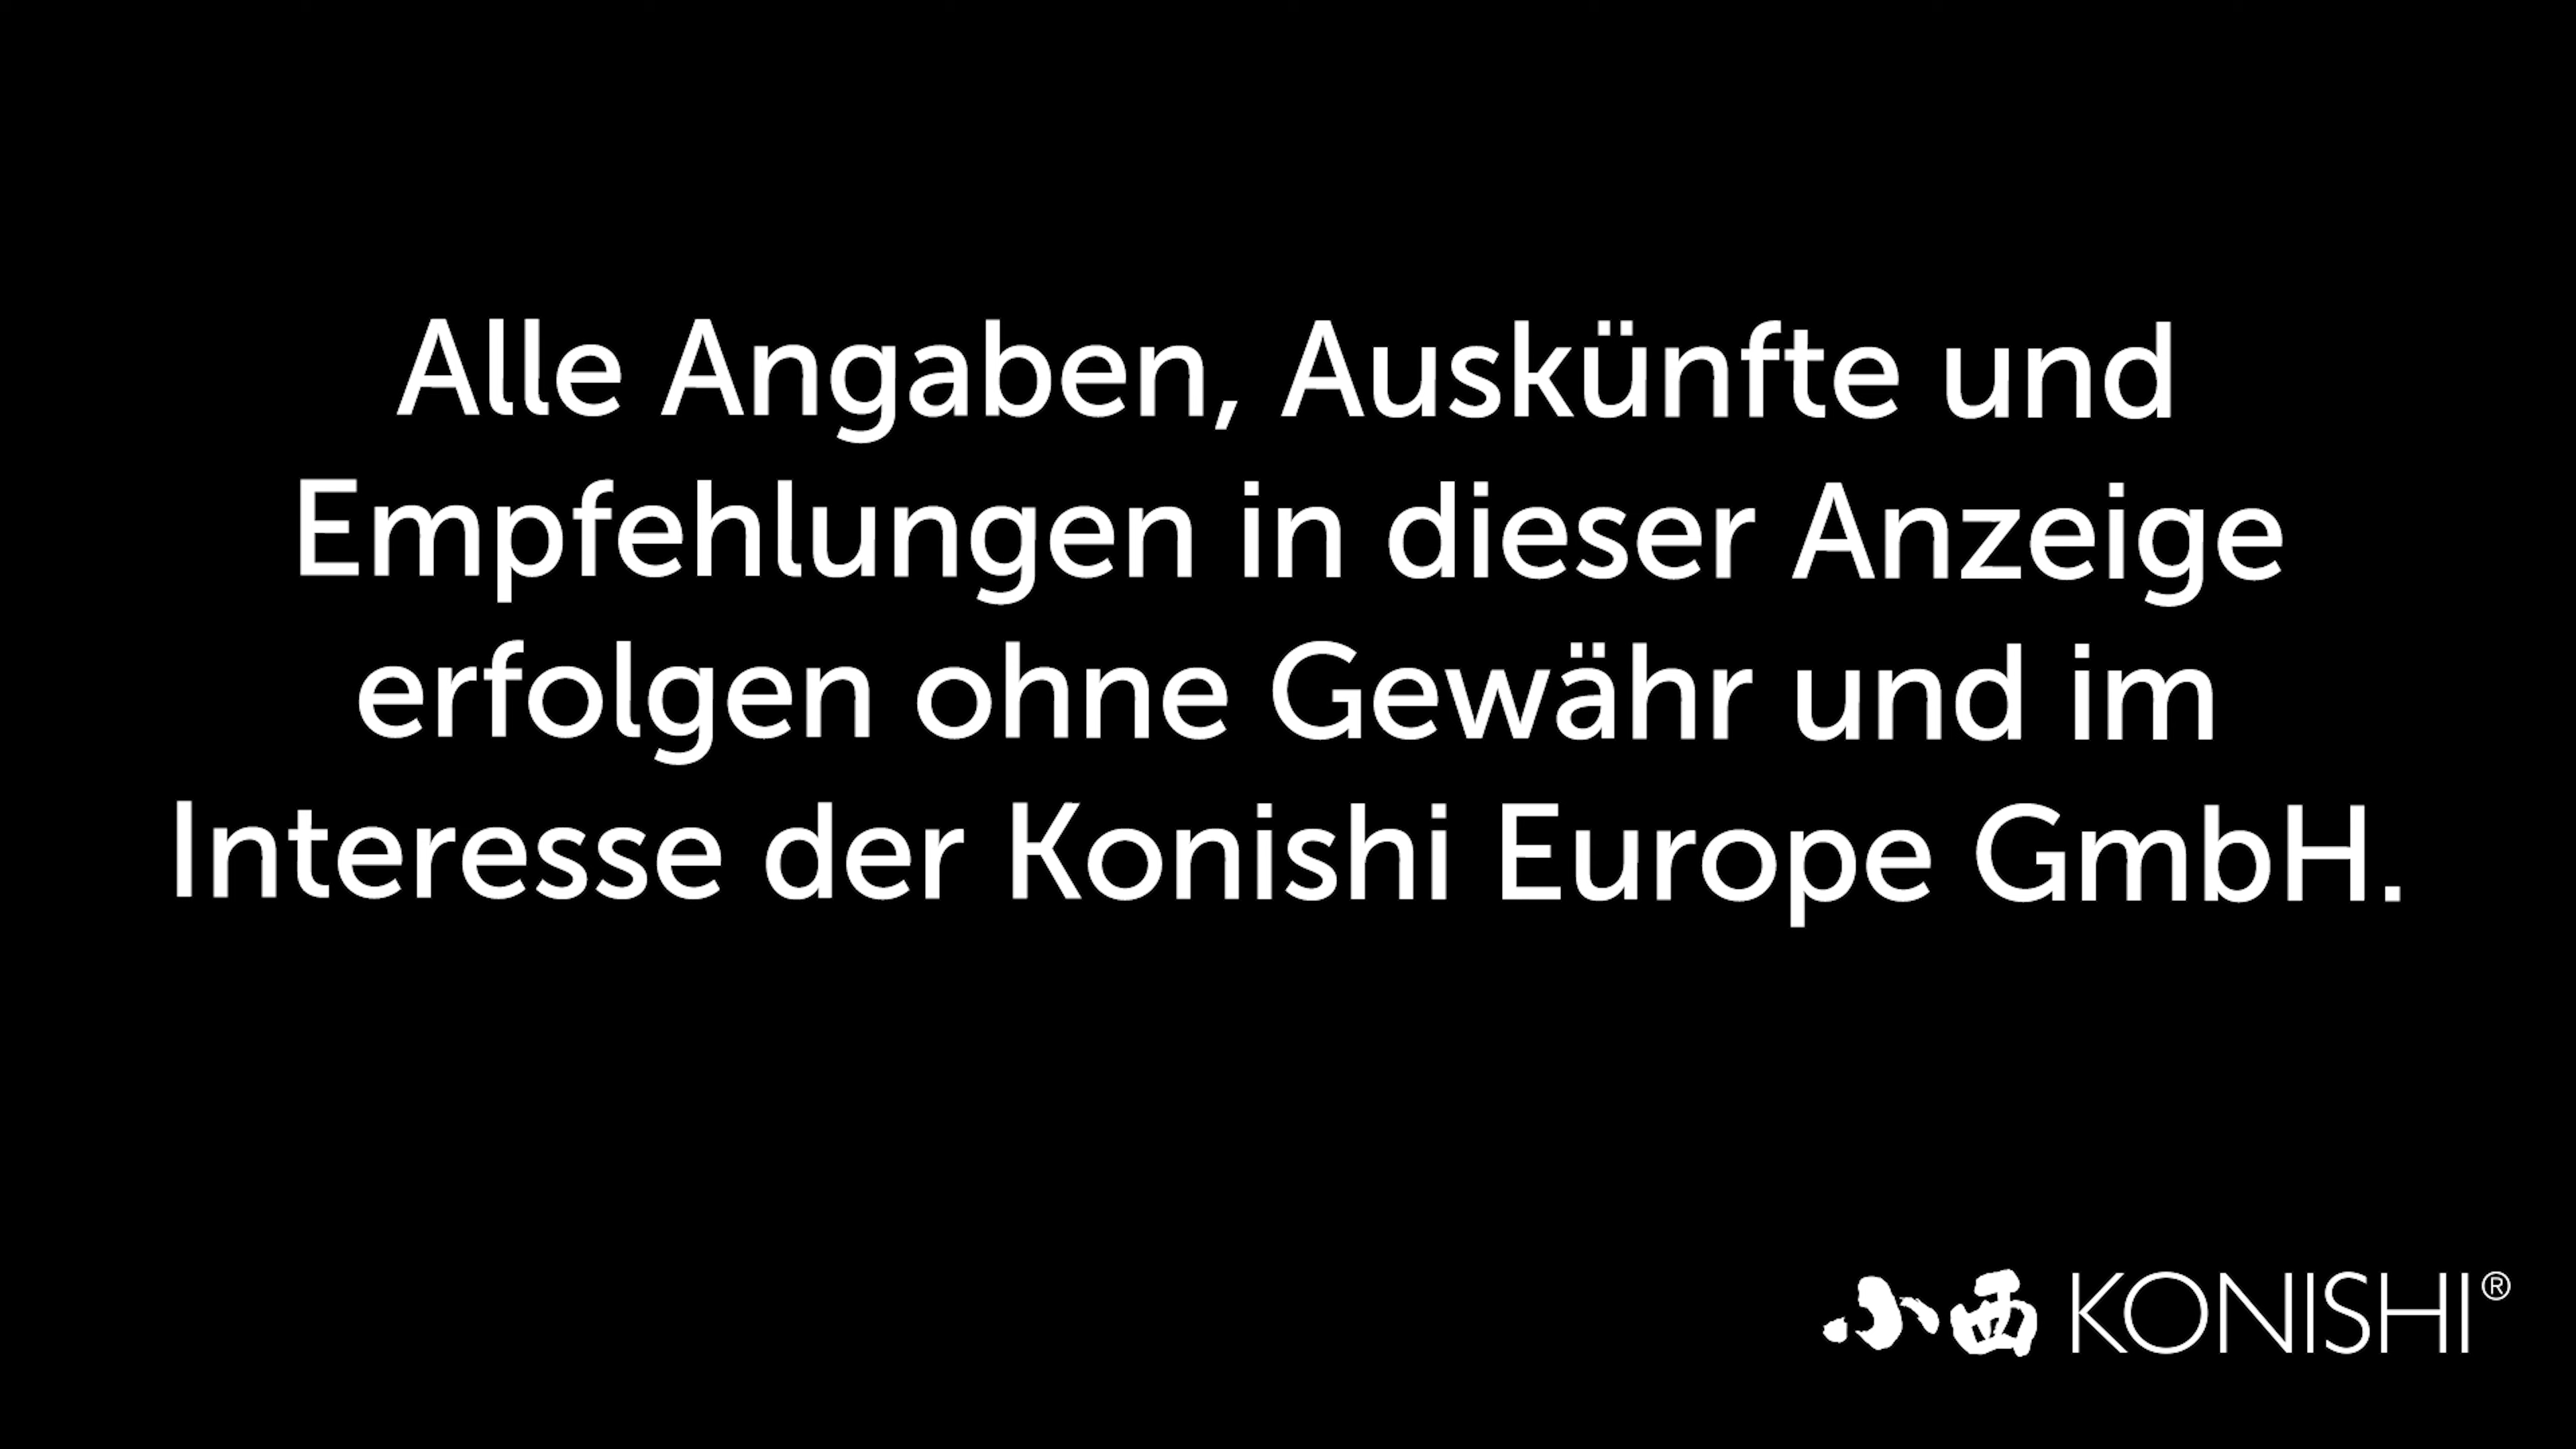 Alle Angaben, Auskünfte und
Empfehlungen in dieser Anzeige
erfolgen ohne Gewähr und im
Interesse der Konishi Europe GmbH.
小西 KONISHI®